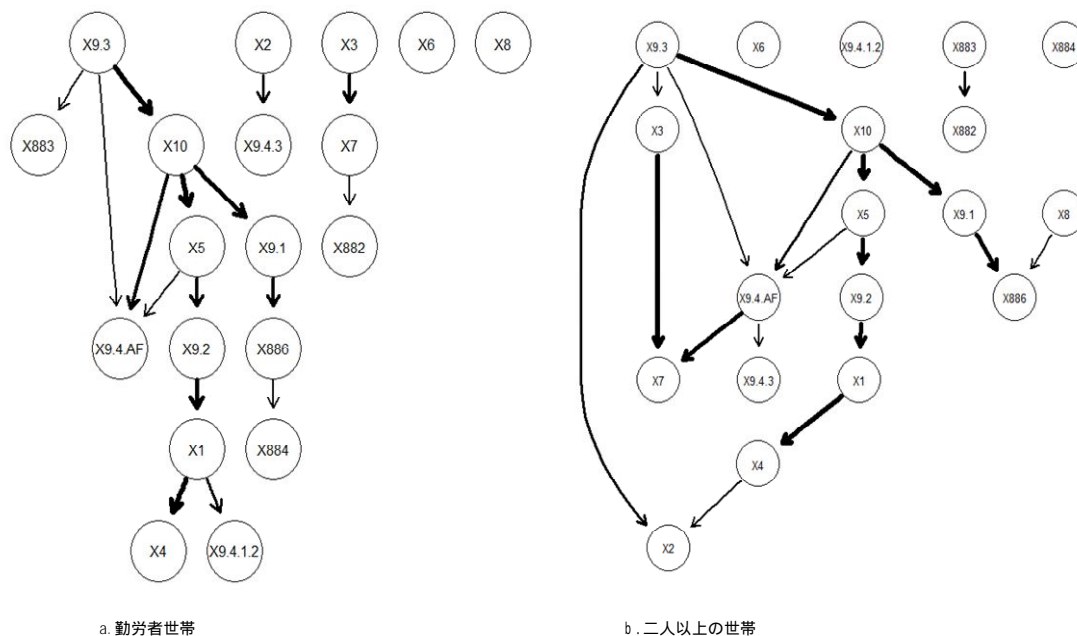 X9.3 X2 X3 X6 X8
X883 X10 X9.4.3 X7
X5 X9.1 X882
X9.4.AF X9.2 X886
X1 X884
X4 X9.4.1.2
a. 勤労者世帯
X9.3 X6 X9.4.1.2 X883 X884
X3 X10 X882
X5 X9.1 X8
X9.4.AF X9.2 X886
X7 X9.4.3 X1
X4
X2
b . 二人以上の世帯